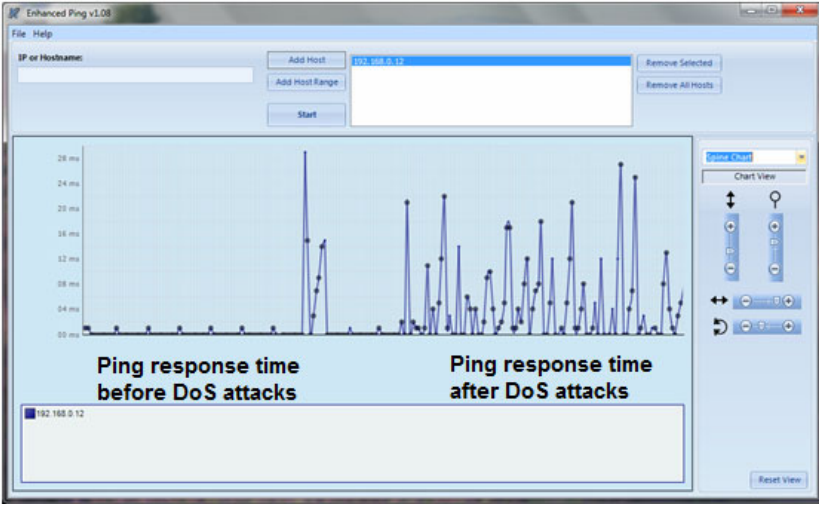 Enhanced Ping v1.08
File Help
IP or Hostname:
Add Host
192.168.0.12
Remove Selected
Add Host Range
Remove All Hosts
Start
Spine Chart
Chart View
28 ms
24 ms
20 ms
16 ms
12 ms
08 ms
04 ms
00 ms
Ping response time
before DoS attacks
Ping response time
after DoS attacks
192.168.0.12
Reset View